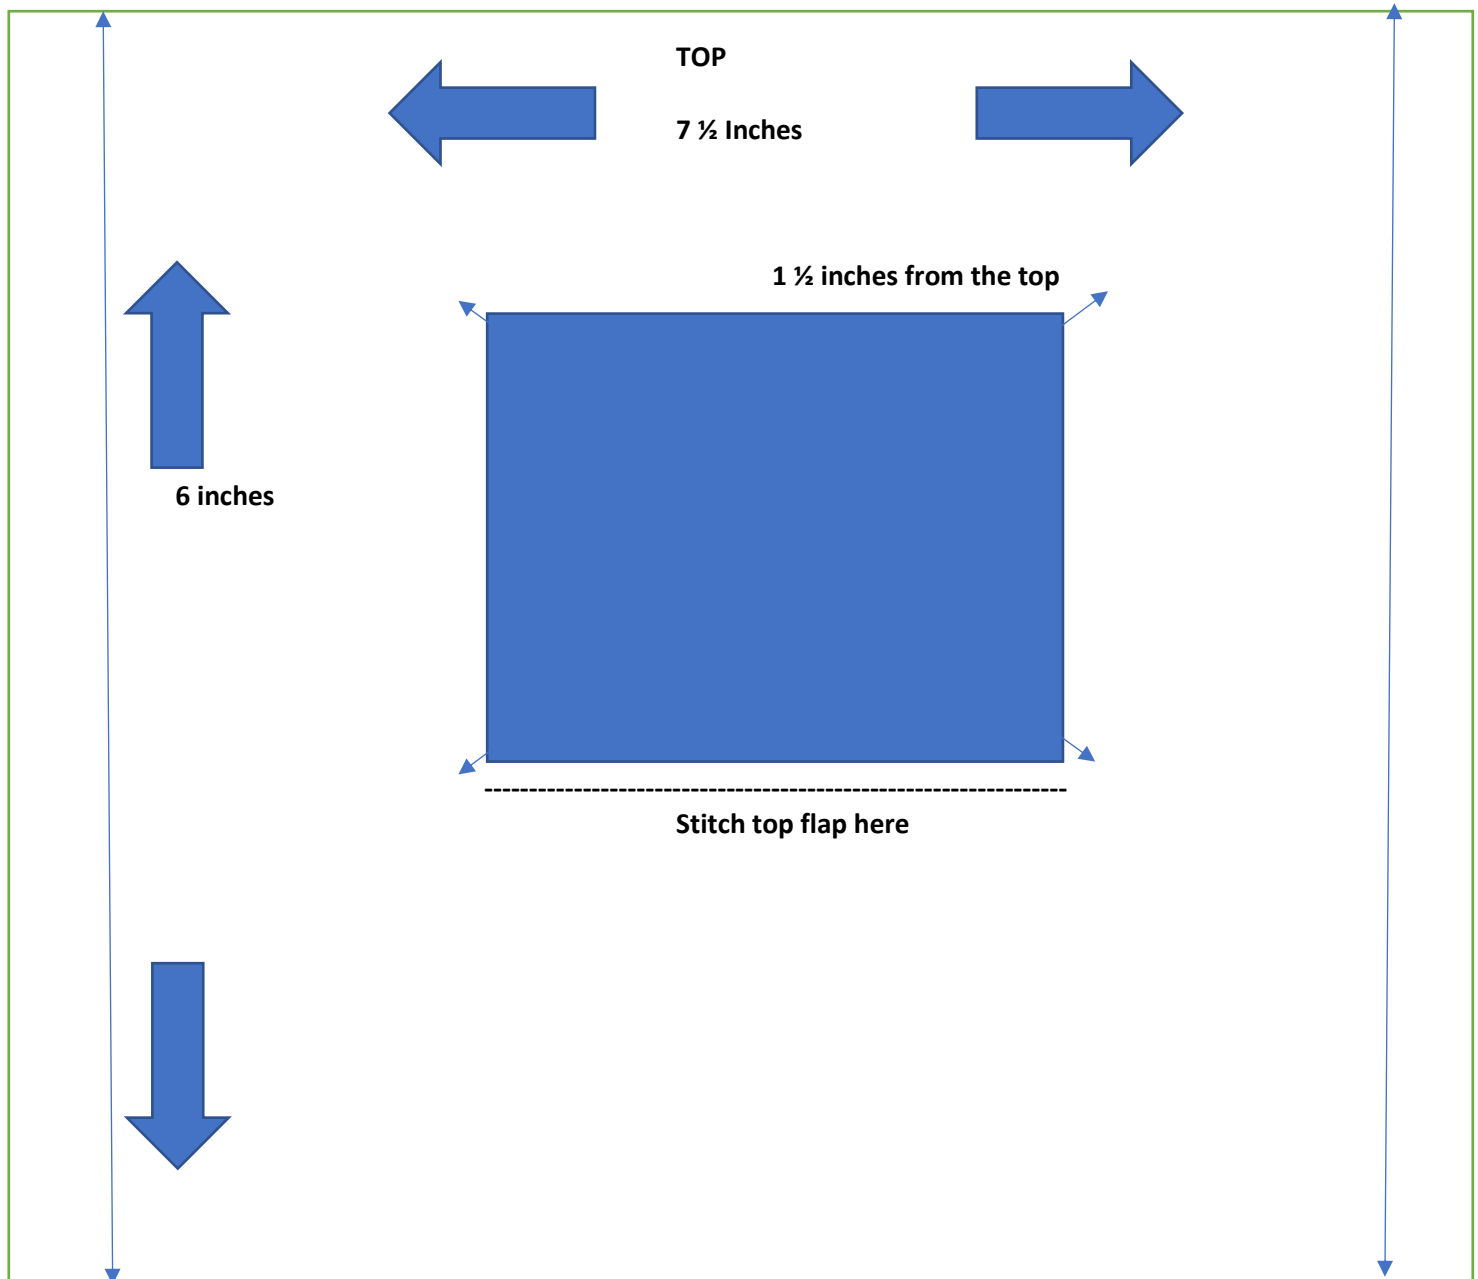 TOP
7 ½ Inches
1 ½ inches from the top
6 inches
Stitch top flap here